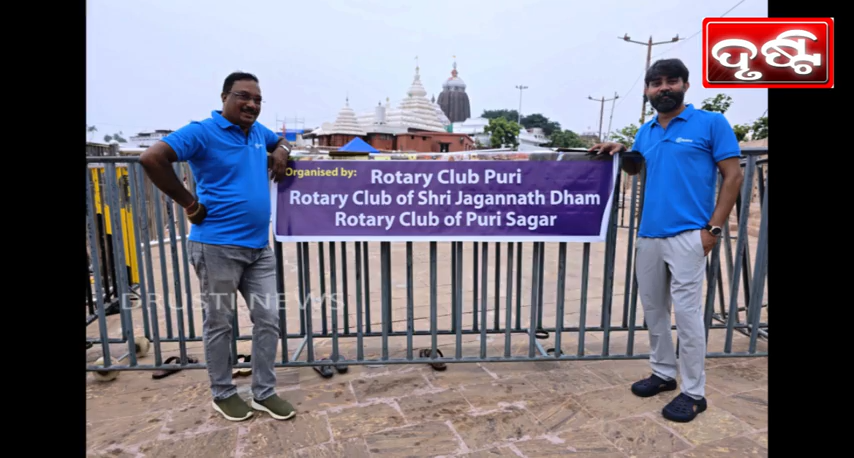 ଦୃଷ୍ଟି
Organised by:
Rotary Club Puri
Rotary Club of Shri Jagannath Dham
Rotary Club of Puri Sagar
DRUSTI NEWS